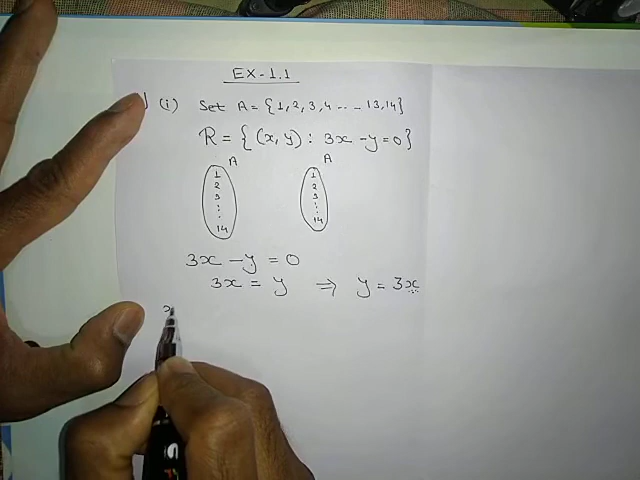 EX-1.1
1 (i) Set A = {1, 2, 3, 4 --- 13, 14}
R = { (x, y) : 3x - y = 0 }
A A
1 1
2 2
3 3
⋮ ⋮
14 14
3x - y = 0
3x = y ⇒ y = 3x
x